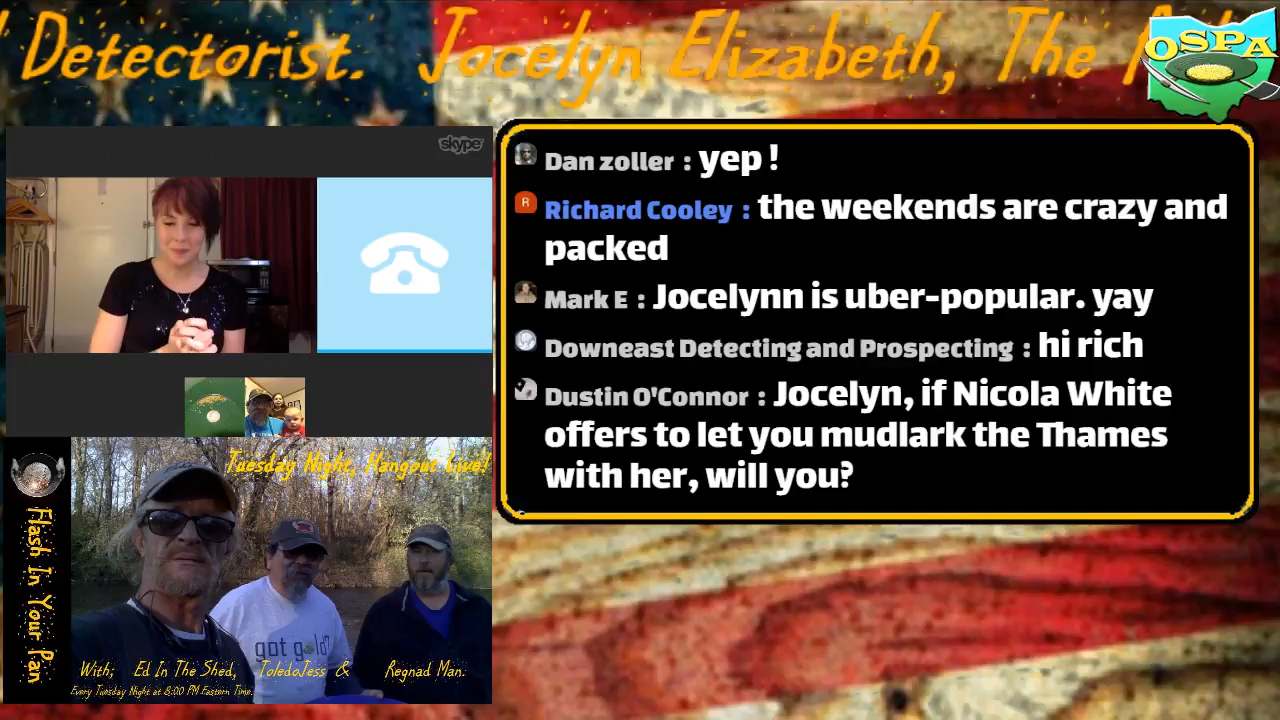 Detectorist. Jocelyn Elizabeth, The
OSPA
skype
Dan zoller : yep !
R
Richard Cooley : the weekends are crazy and
packed
Mark E : Jocelynn is uber-popular. yay
Downeast Detecting and Prospecting : hi rich
Dustin O'Connor : Jocelyn, if Nicola White
offers to let you mudlark the Thames
with her, will you?
Tuesday Night, Hangout Live!
Flash In Your Pan
got gold?
With; Ed In The Shed, ToledoJess & Regnad Man.
Every Tuesday Night at 8:00 PM Eastern Time.